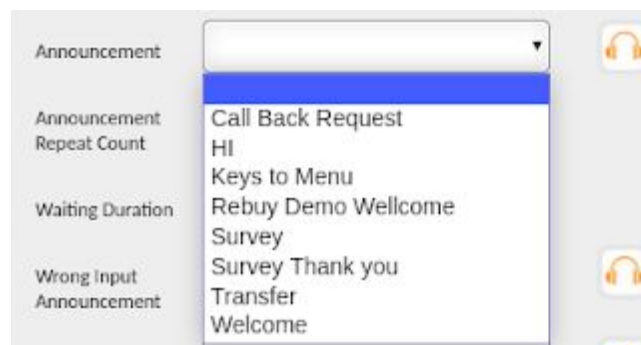 Announcement
Call Back Request
Announcement
Repeat Count
HI
Keys to Menu
Waiting Duration
Rebuy Demo Wellcome
Survey
Survey Thank you
Wrong Input
Announcement
Transfer
Welcome